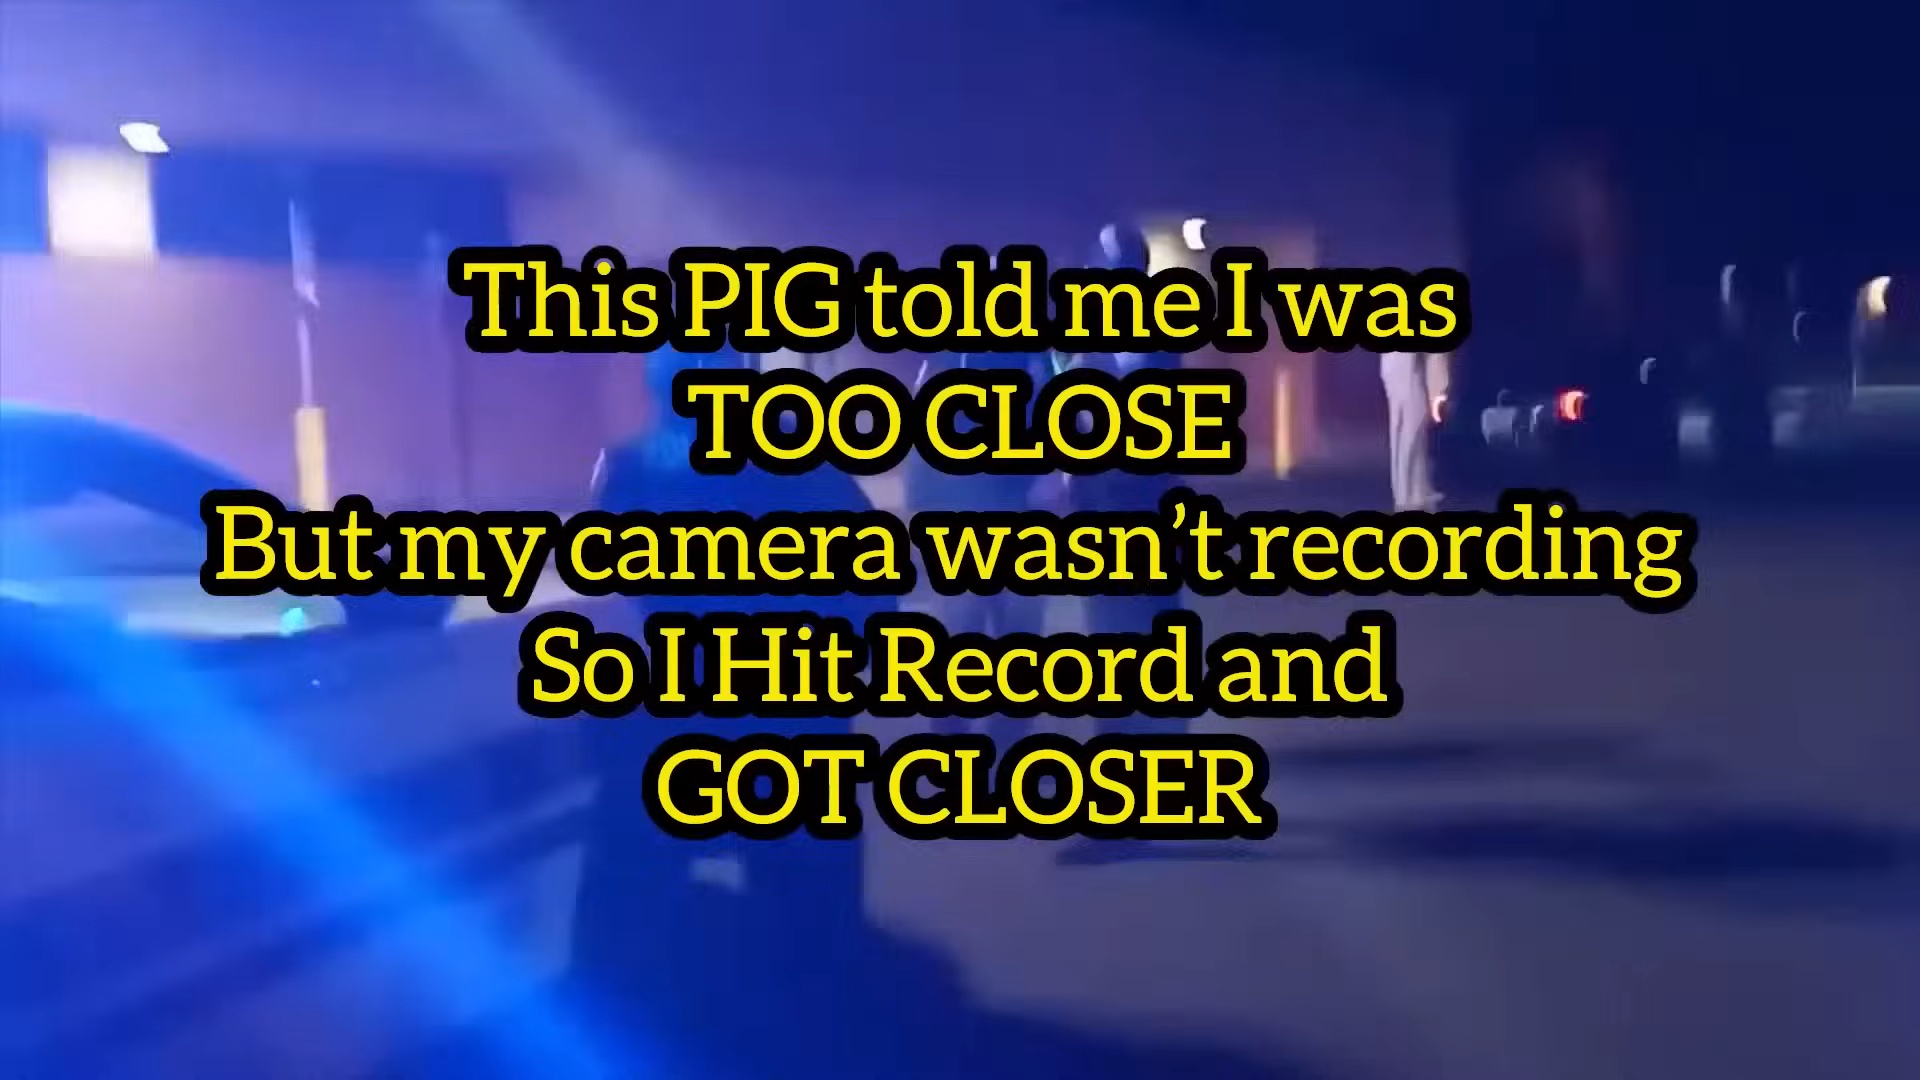 This PIG told me I was
TOO CLOSE
But my camera wasn’t recording
So I Hit Record and
GOT CLOSER